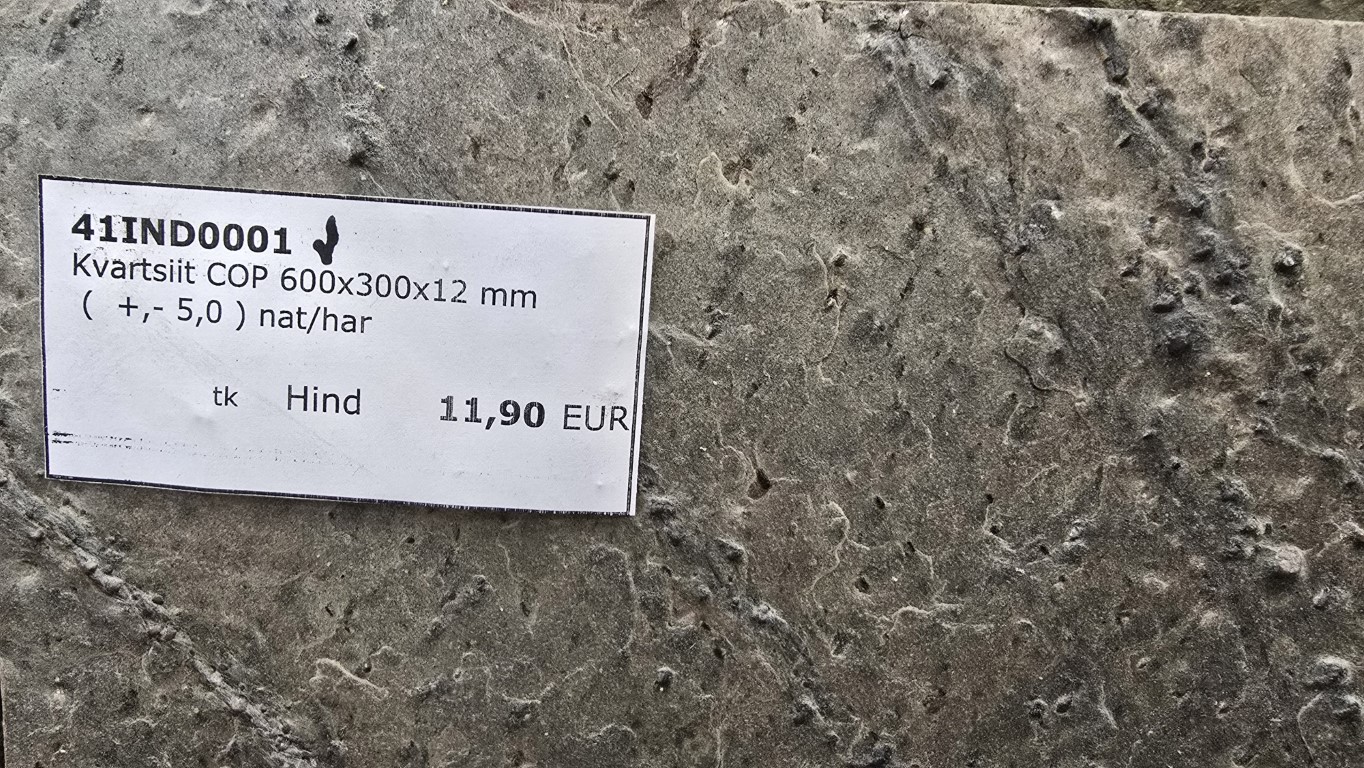 41IND0001
Kvartsiit COP 600x300x12 mm
( +,- 5,0 ) nat/har
tk Hind 11,90 EUR